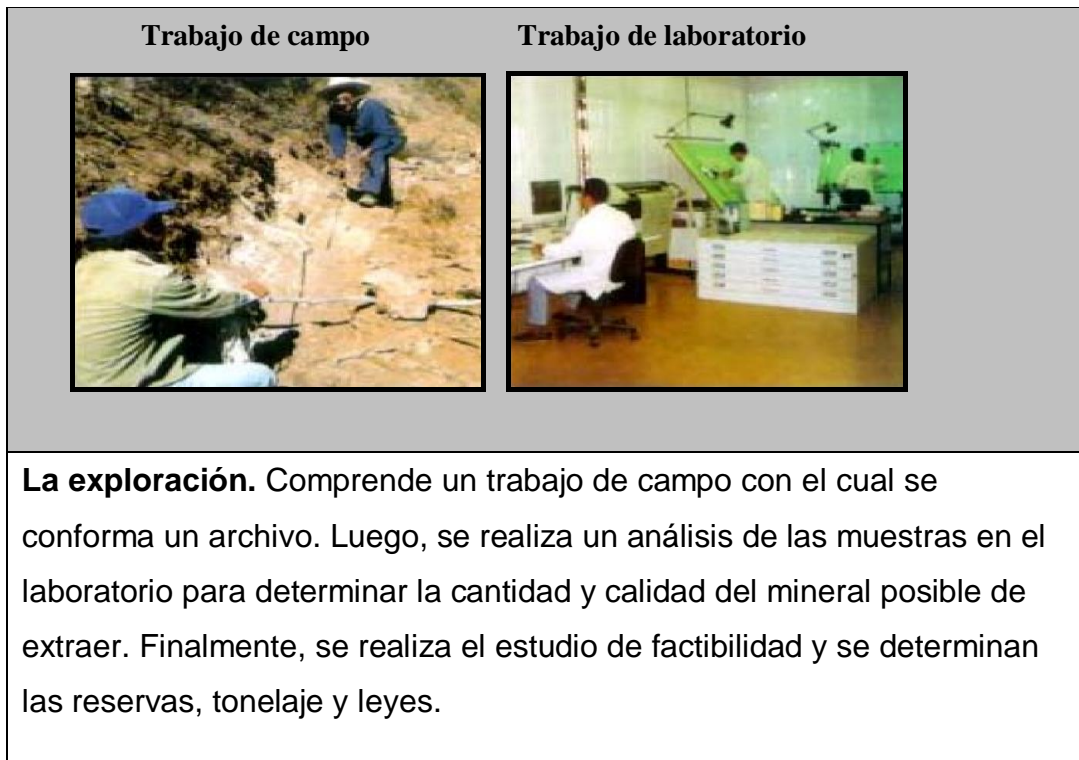 Trabajo de campo Trabajo de laboratorio
La exploración. Comprende un trabajo de campo con el cual se
conforma un archivo. Luego, se realiza un análisis de las muestras en el
laboratorio para determinar la cantidad y calidad del mineral posible de
extraer. Finalmente, se realiza el estudio de factibilidad y se determinan
las reservas, tonelaje y leyes.